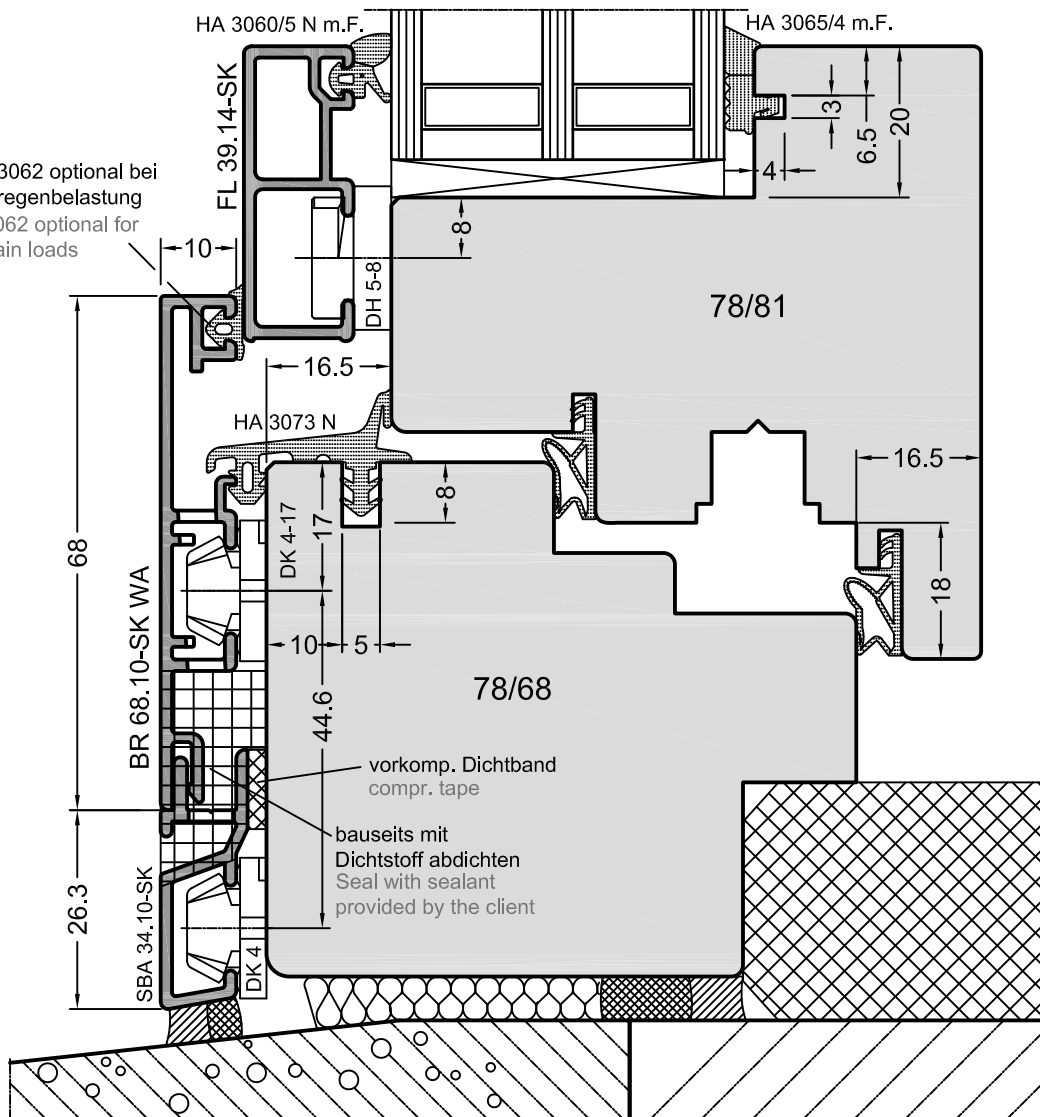 HA 3060/5 N m.F.
HA 3065/4 m.F.
FL 39.14-SK
3
6.5
20
4
3062 optional bei
regenbelastung
062 optional for
ain loads
10
8
DH 5-8
78/81
16.5
HA 3073 N
16.5
68
DK 4-17
17
8
18
BR 68.10-SK WA
10
5
78/68
44.6
vorkomp. Dichtband
compr. tape
bauseits mit
Dichtstoff abdichten
Seal with sealant
provided by the client
26.3
SBA 34.10-SK
DK 4